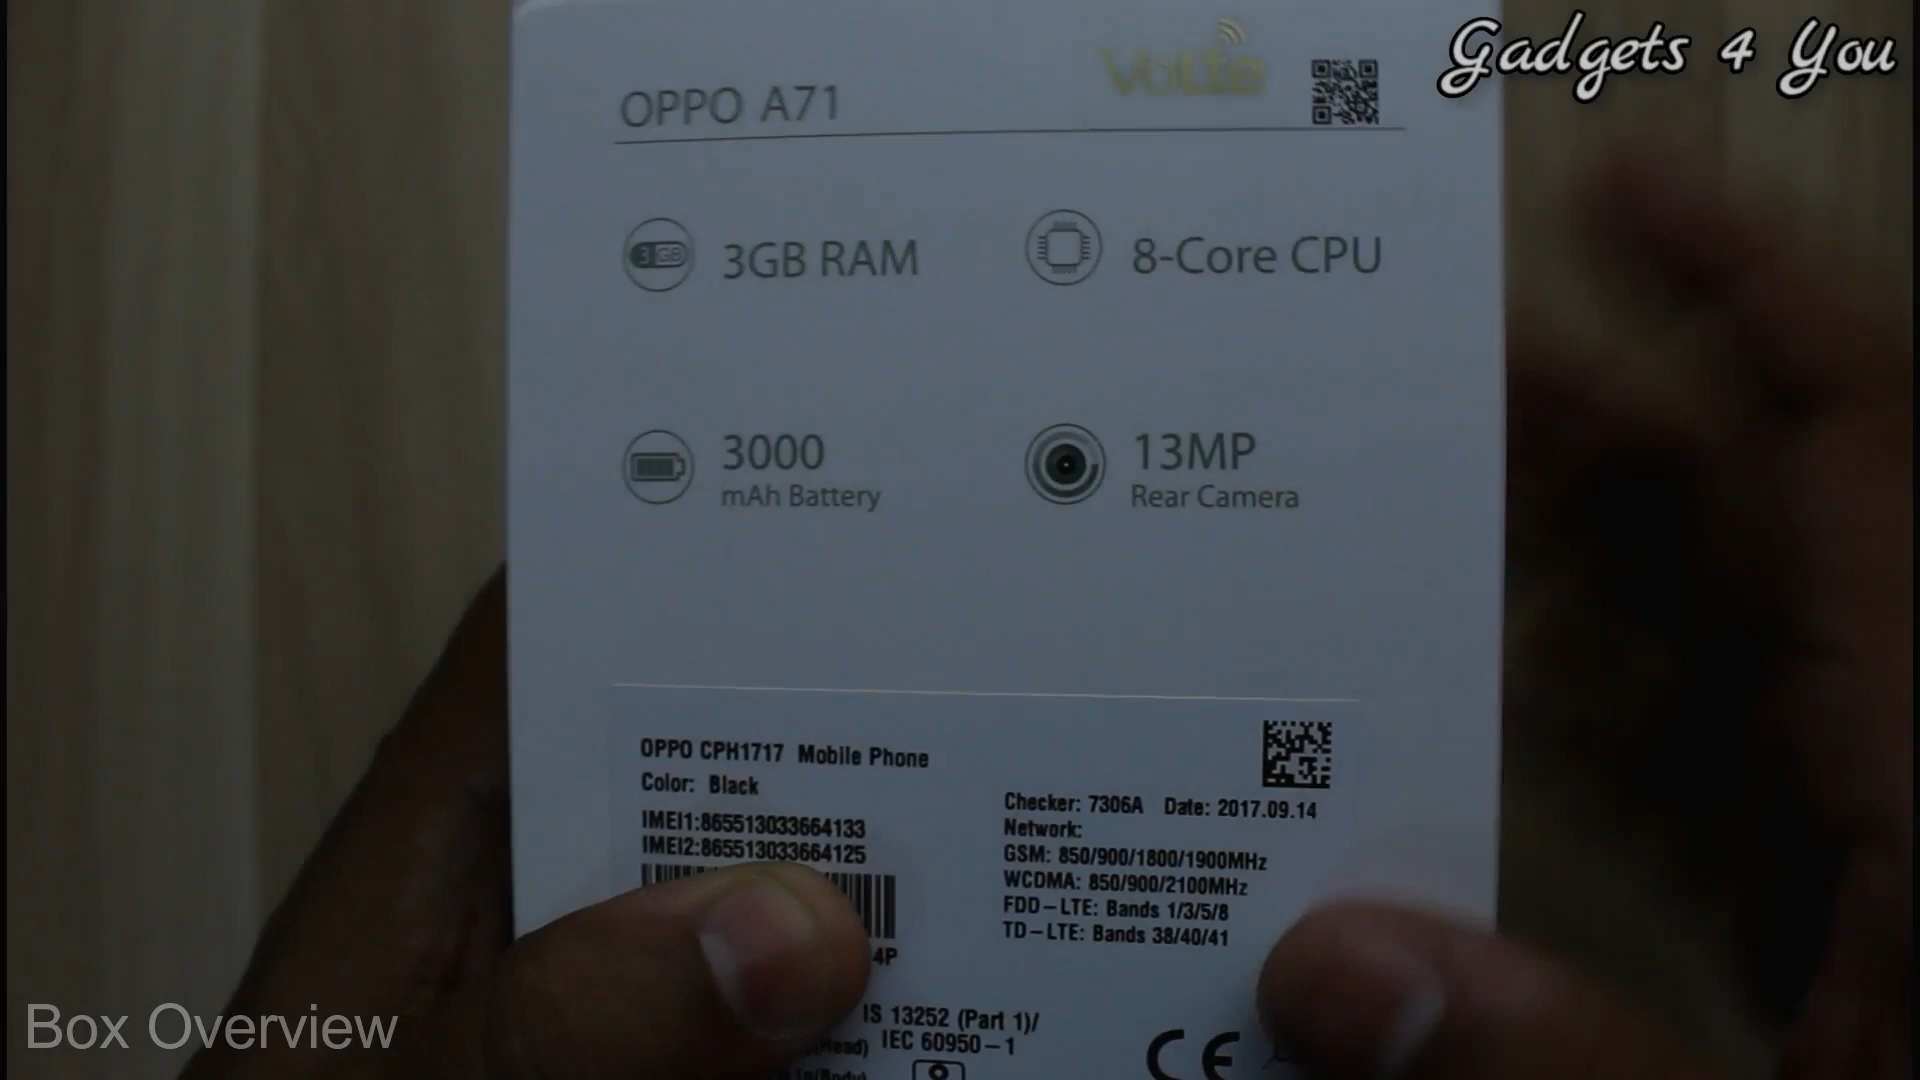 Gadgets 4 You
VoLte
OPPO A71
3GB RAM
8-Core CPU
3000
mAh Battery
13MP
Rear Camera
OPPO CPH1717 Mobile Phone
Color: Black
IMEI1:865513033664133
IMEI2:865513033664125
4P
Checker: 7306A Date: 2017.09.14
Network:
GSM: 850/900/1800/1900MHz
WCDMA: 850/900/2100MHz
FDD-LTE: Bands 1/3/5/8
TD-LTE: Bands 38/40/41
IS 13252 (Part 1)/
IEC 60950-1
(Head)
CE
Box Overview